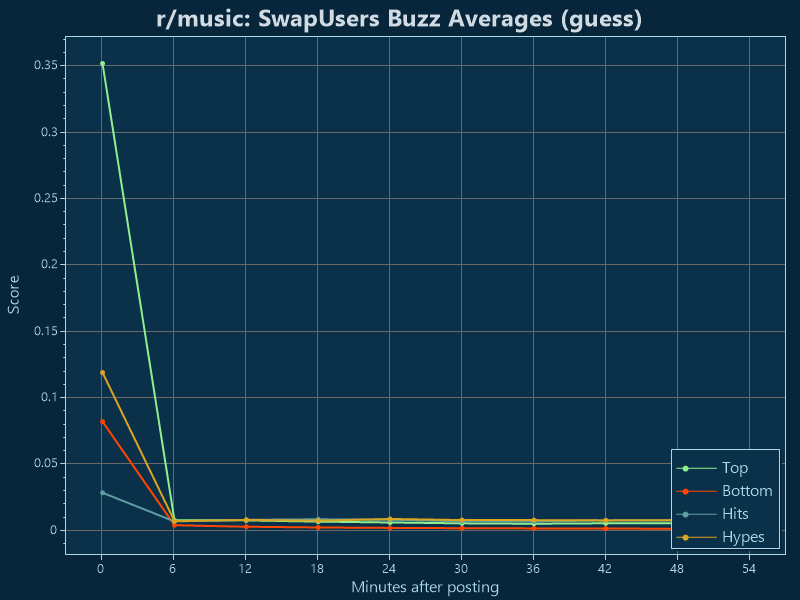 r/music: SwapUsers Buzz Averages (guess)
Score
0.35
0.3
0.25
0.2
0.15
0.1
0.05
0
0 6 12 18 24 30 36 42 48 54
Minutes after posting
Top
Bottom
Hits
Hypes